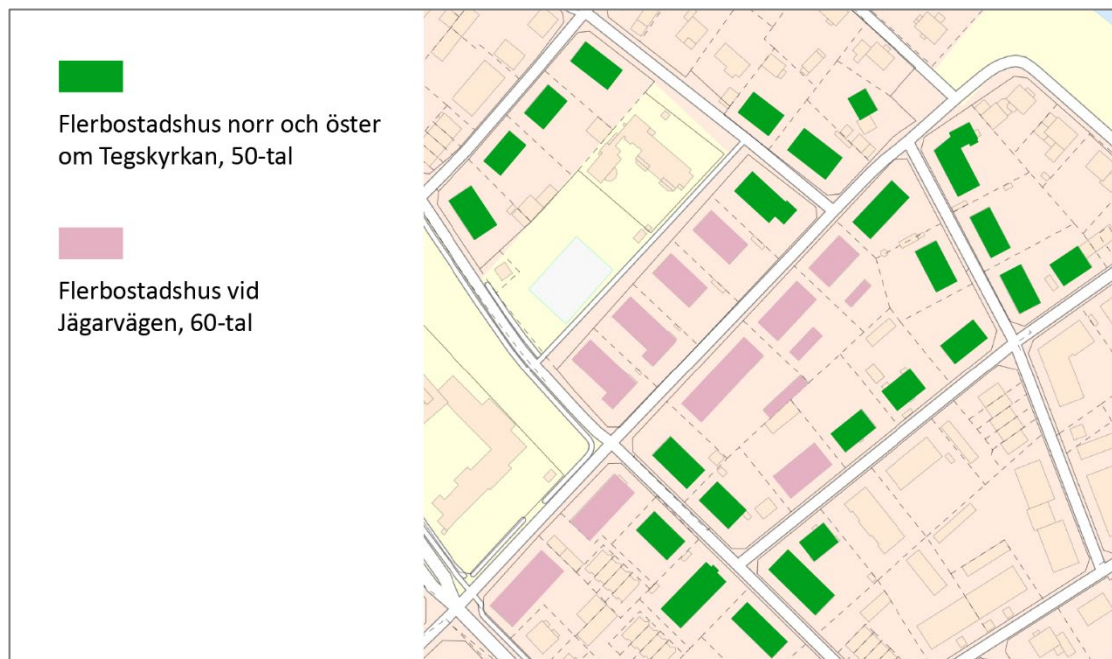 Flerbostadshus norr och öster
om Tegskyrkan, 50-tal
Flerbostadshus vid
Jägarvägen, 60-tal